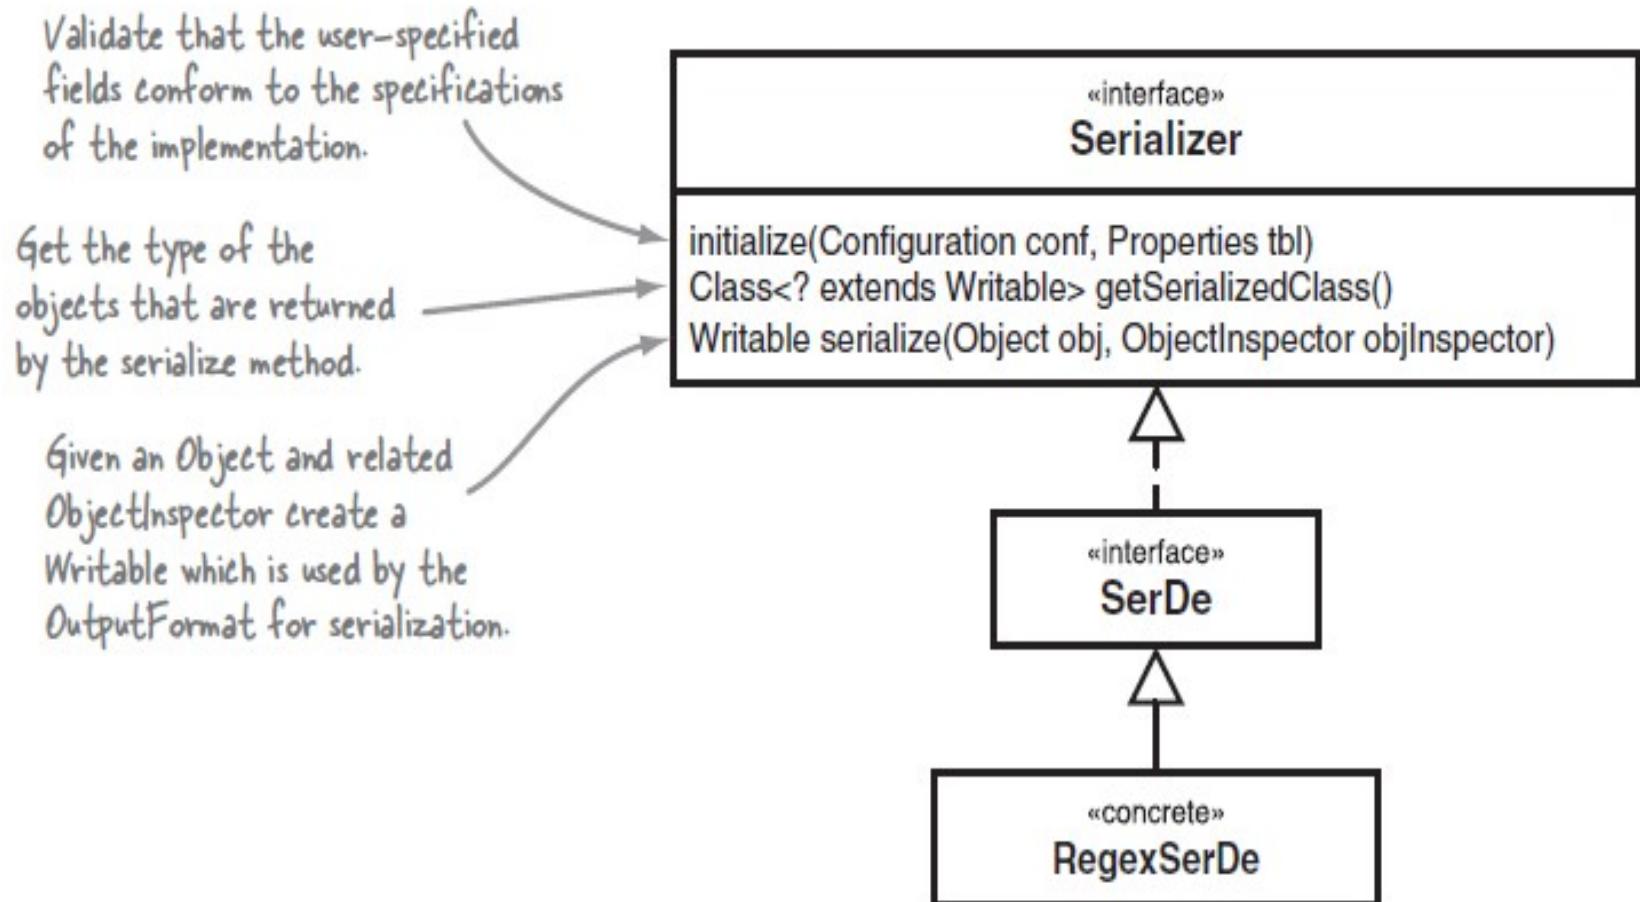 Validate that the user-specified
fields conform to the specifications
of the implementation.
Get the type of the
objects that are returned
by the serialize method.
Given an Object and related
ObjectInspector create a
Writable which is used by the
OutputFormat for serialization.
«interface»
Serializer
initialize(Configuration conf, Properties tbl)
Class<? extends Writable> getSerializedClass()
Writable serialize(Object obj, ObjectInspector objInspector)
«interface»
SerDe
«concrete»
RegexSerDe